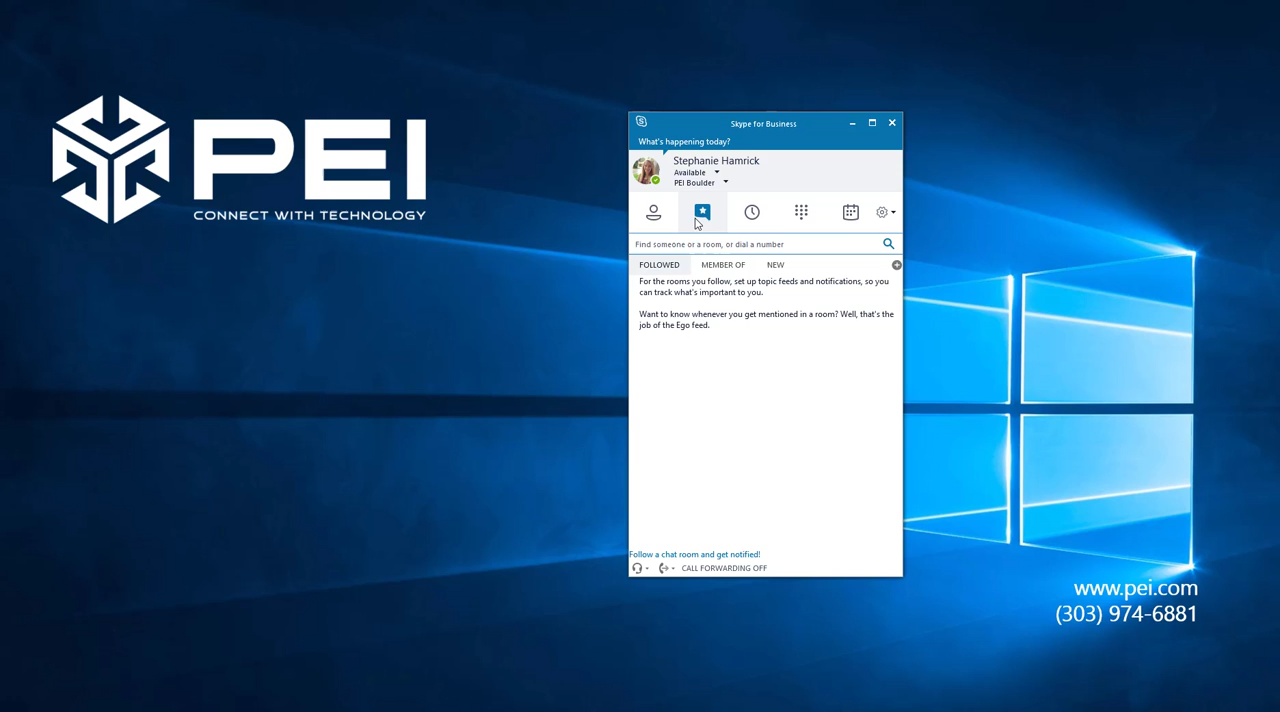 PEI
CONNECT WITH TECHNOLOGY
Skype for Business
What's happening today?
Stephanie Hamrick
Available
PEI Boulder
Find someone or a room, or dial a number
FOLLOWED MEMBER OF NEW
For the rooms you follow, set up topic feeds and notifications, so you
can track what's important to you.
Want to know whenever you get mentioned in a room? Well, that's the
job of the Ego feed.
Follow a chat room and get notified!
CALL FORWARDING OFF
www.pei.com
(303) 974-6881